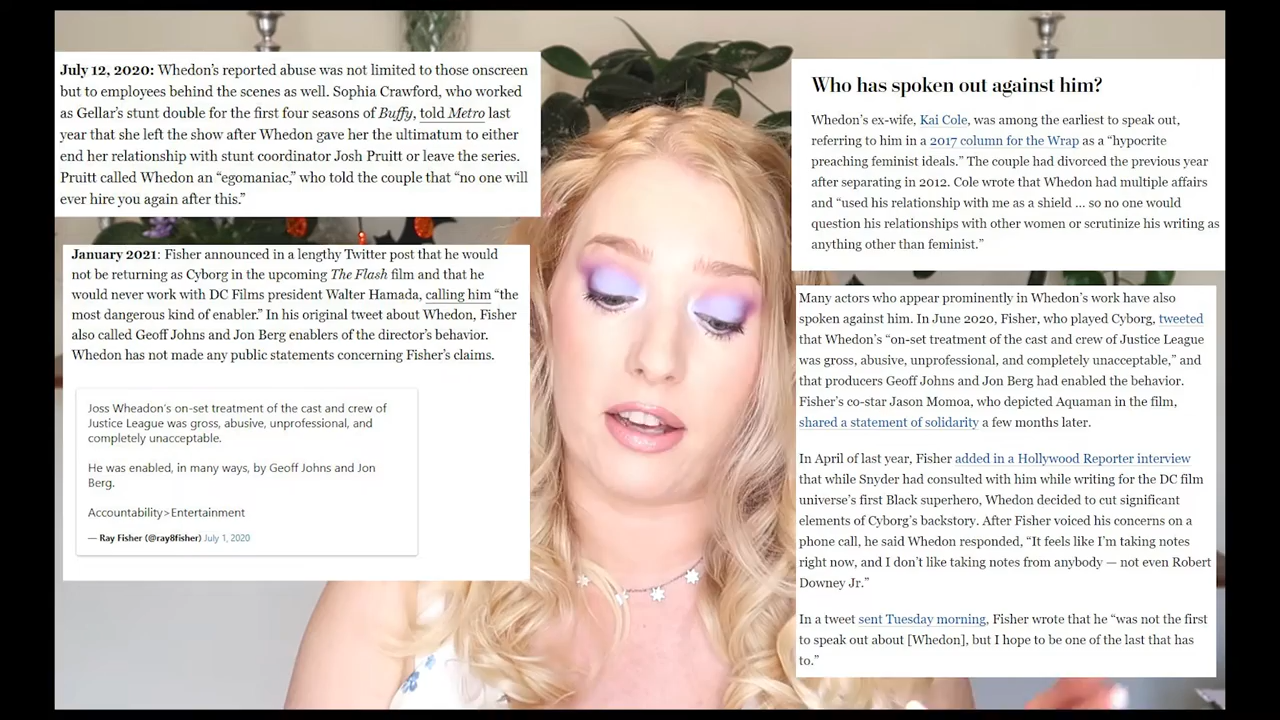 July 12, 2020: Whedon's reported abuse was not limited to those onscreen
but to employees behind the scenes as well. Sophia Crawford, who worked
as Gellar's stunt double for the first four seasons of Buffy, told Metro last
year that she left the show after Whedon gave her the ultimatum to either
end her relationship with stunt coordinator Josh Pruitt or leave the series.
Pruitt called Whedon an “egomaniac,” who told the couple that “no one will
ever hire you again after this.”
January 2021: Fisher announced in a lengthy Twitter post that he would
not be returning as Cyborg in the upcoming The Flash film and that he
would never work with DC Films president Walter Hamada, calling him “the
most dangerous kind of enabler.” In his original tweet about Whedon, Fisher
also called Geoff Johns and Jon Berg enablers of the director's behavior.
Whedon has not made any public statements concerning Fisher's claims.
Joss Wheadon's on-set treatment of the cast and crew of
Justice League was gross, abusive, unprofessional, and
completely unacceptable.
He was enabled, in many ways, by Geoff Johns and Jon
Berg.
Accountability>Entertainment
— Ray Fisher (@ray8fisher) July 1, 2020
Who has spoken out against him?
Whedon's ex-wife, Kai Cole, was among the earliest to speak out,
referring to him in a 2017 column for the Wrap as a “hypocrite
preaching feminist ideals.” The couple had divorced the previous year
after separating in 2012. Cole wrote that Whedon had multiple affairs
and “used his relationship with me as a shield ... so no one would
question his relationships with other women or scrutinize his writing as
anything other than feminist.”
Many actors who appear prominently in Whedon's work have also
spoken against him. In June 2020, Fisher, who played Cyborg, tweeted
that Whedon's “on-set treatment of the cast and crew of Justice League
was gross, abusive, unprofessional, and completely unacceptable,” and
that producers Geoff Johns and Jon Berg had enabled the behavior.
Fisher's co-star Jason Momoa, who depicted Aquaman in the film,
shared a statement of solidarity a few months later.
In April of last year, Fisher added in a Hollywood Reporter interview
that while Snyder had consulted with him while writing for the DC film
universe's first Black superhero, Whedon decided to cut significant
elements of Cyborg's backstory. After Fisher voiced his concerns on a
phone call, he said Whedon responded, “It feels like I'm taking notes
right now, and I don't like taking notes from anybody — not even Robert
Downey Jr.”
In a tweet sent Tuesday morning, Fisher wrote that he “was not the first
to speak out about [Whedon], but I hope to be one of the last that has
to.”